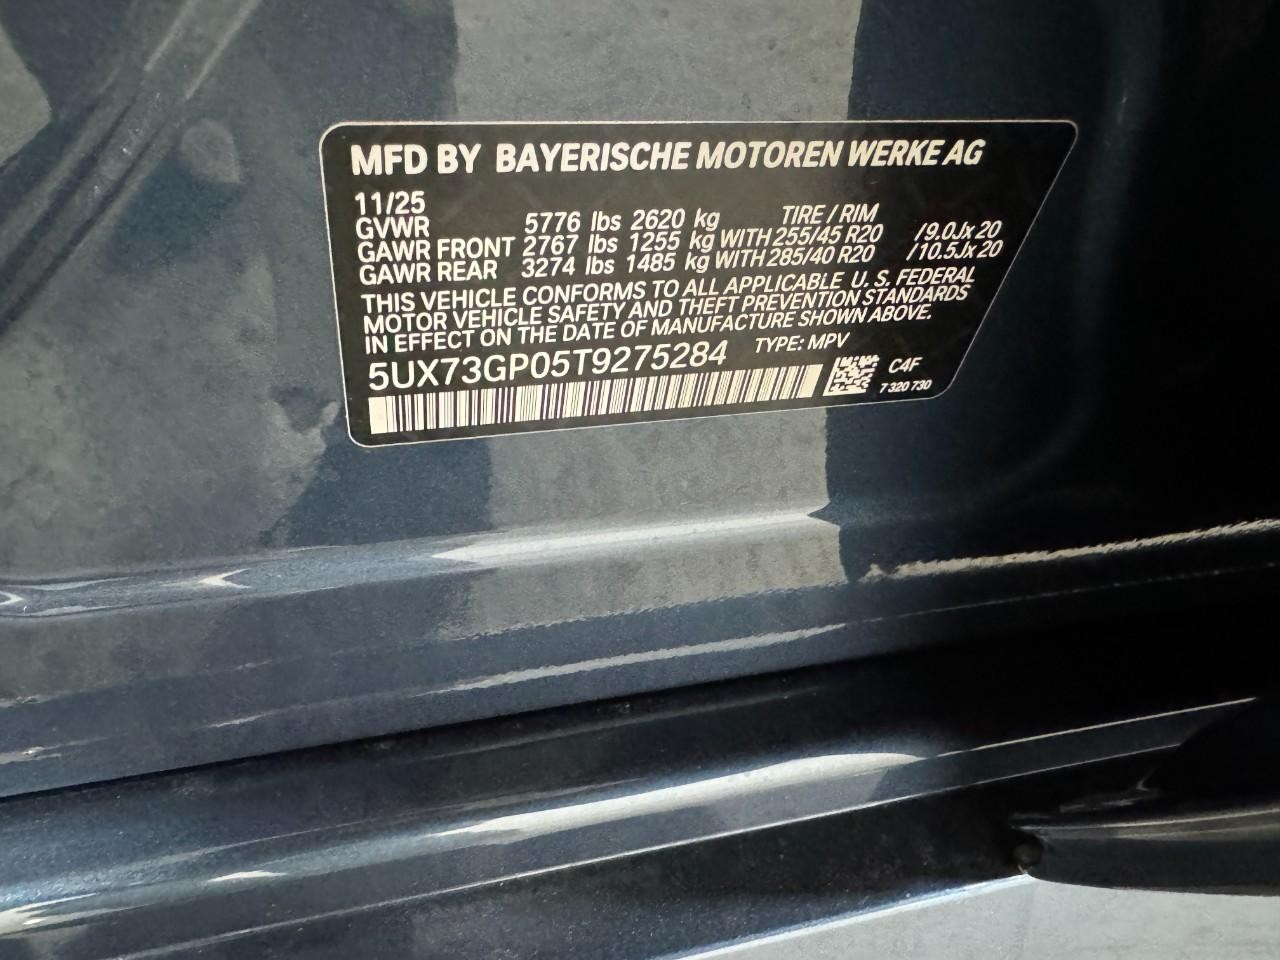 MFD BY BAYERISCHE MOTOREN WERKE AG
11/25
GVWR 5776 lbs 2620 kg TIRE / RIM
GAWR FRONT 2767 lbs 1255 kg WITH 255/45 R20 /9.0Jx20
GAWR REAR 3274 lbs 1485 kg WITH 285/40 R20 /10.5Jx20
THIS VEHICLE CONFORMS TO ALL APPLICABLE U. S. FEDERAL
MOTOR VEHICLE SAFETY AND THEFT PREVENTION STANDARDS
IN EFFECT ON THE DATE OF MANUFACTURE SHOWN ABOVE.
5UX73GP05T9275284 TYPE: MPV
C4F
7 320 730